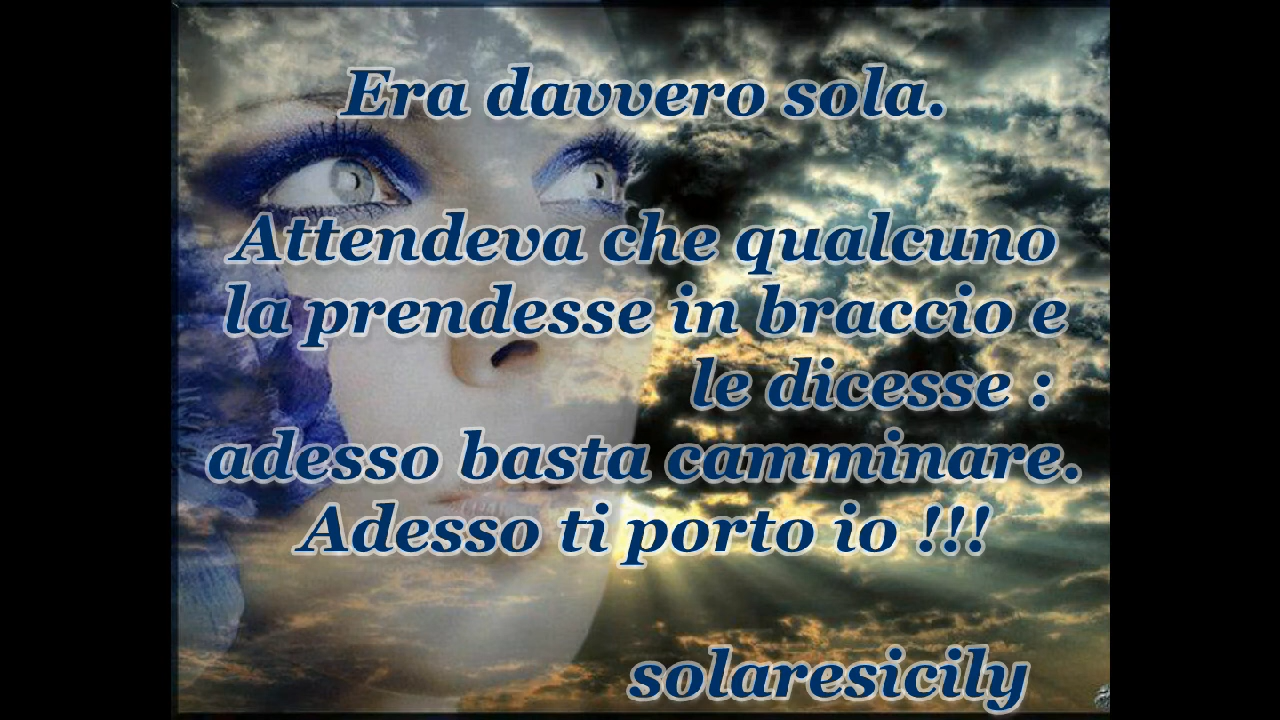 Era davvero sola.
Attendeva che qualcuno
la prendesse in braccio e
le dicesse :
adesso basta camminare.
Adesso ti porto io !!!
solaresicily